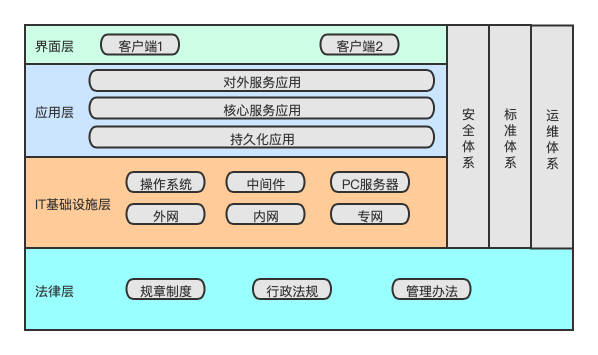 界面层
客户端1
客户端2
应用层
对外服务应用
核心服务应用
持久化应用
IT基础设施层
操作系统
中间件
PC服务器
外网
内网
专网
安全体系
标准体系
运维体系
法律层
规章制度
行政法规
管理办法